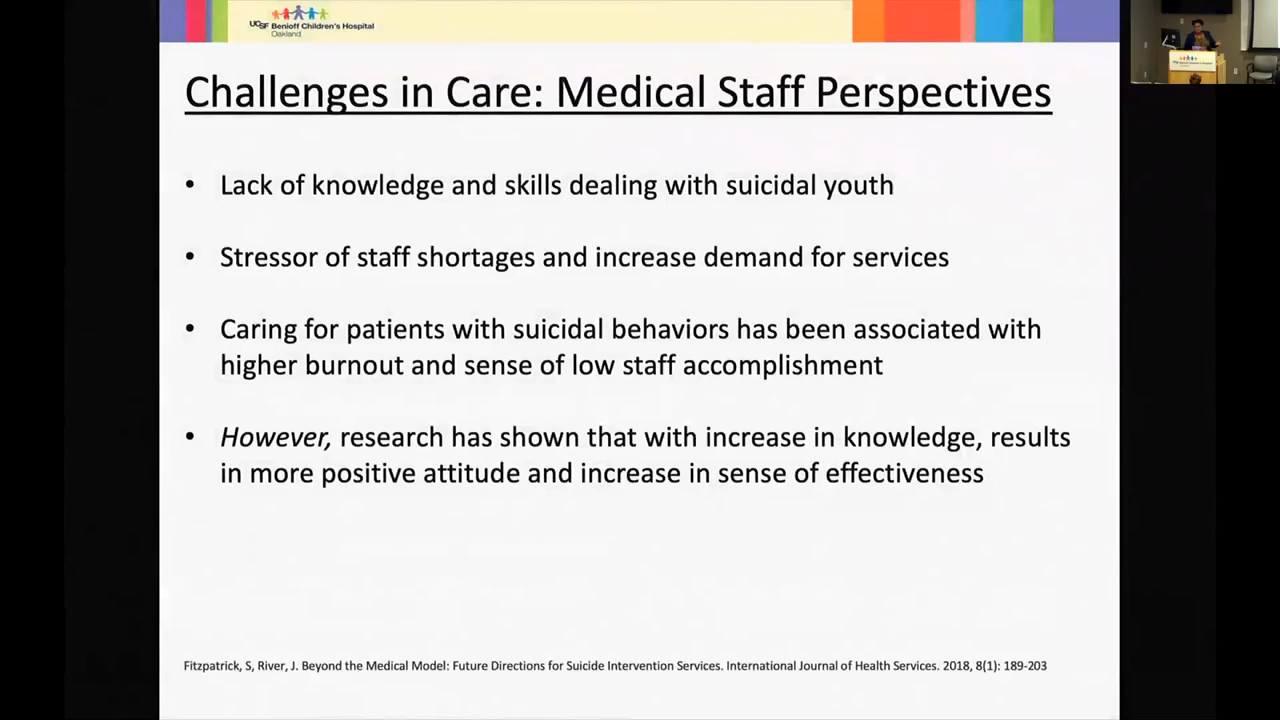 UCSF Benioff Children's Hospital
Oakland
Challenges in Care: Medical Staff Perspectives
• Lack of knowledge and skills dealing with suicidal youth
• Stressor of staff shortages and increase demand for services
• Caring for patients with suicidal behaviors has been associated with
higher burnout and sense of low staff accomplishment
• However, research has shown that with increase in knowledge, results
in more positive attitude and increase in sense of effectiveness
Fitzpatrick, S, River, J. Beyond the Medical Model: Future Directions for Suicide Intervention Services. International Journal of Health Services. 2018, 8(1): 189-203